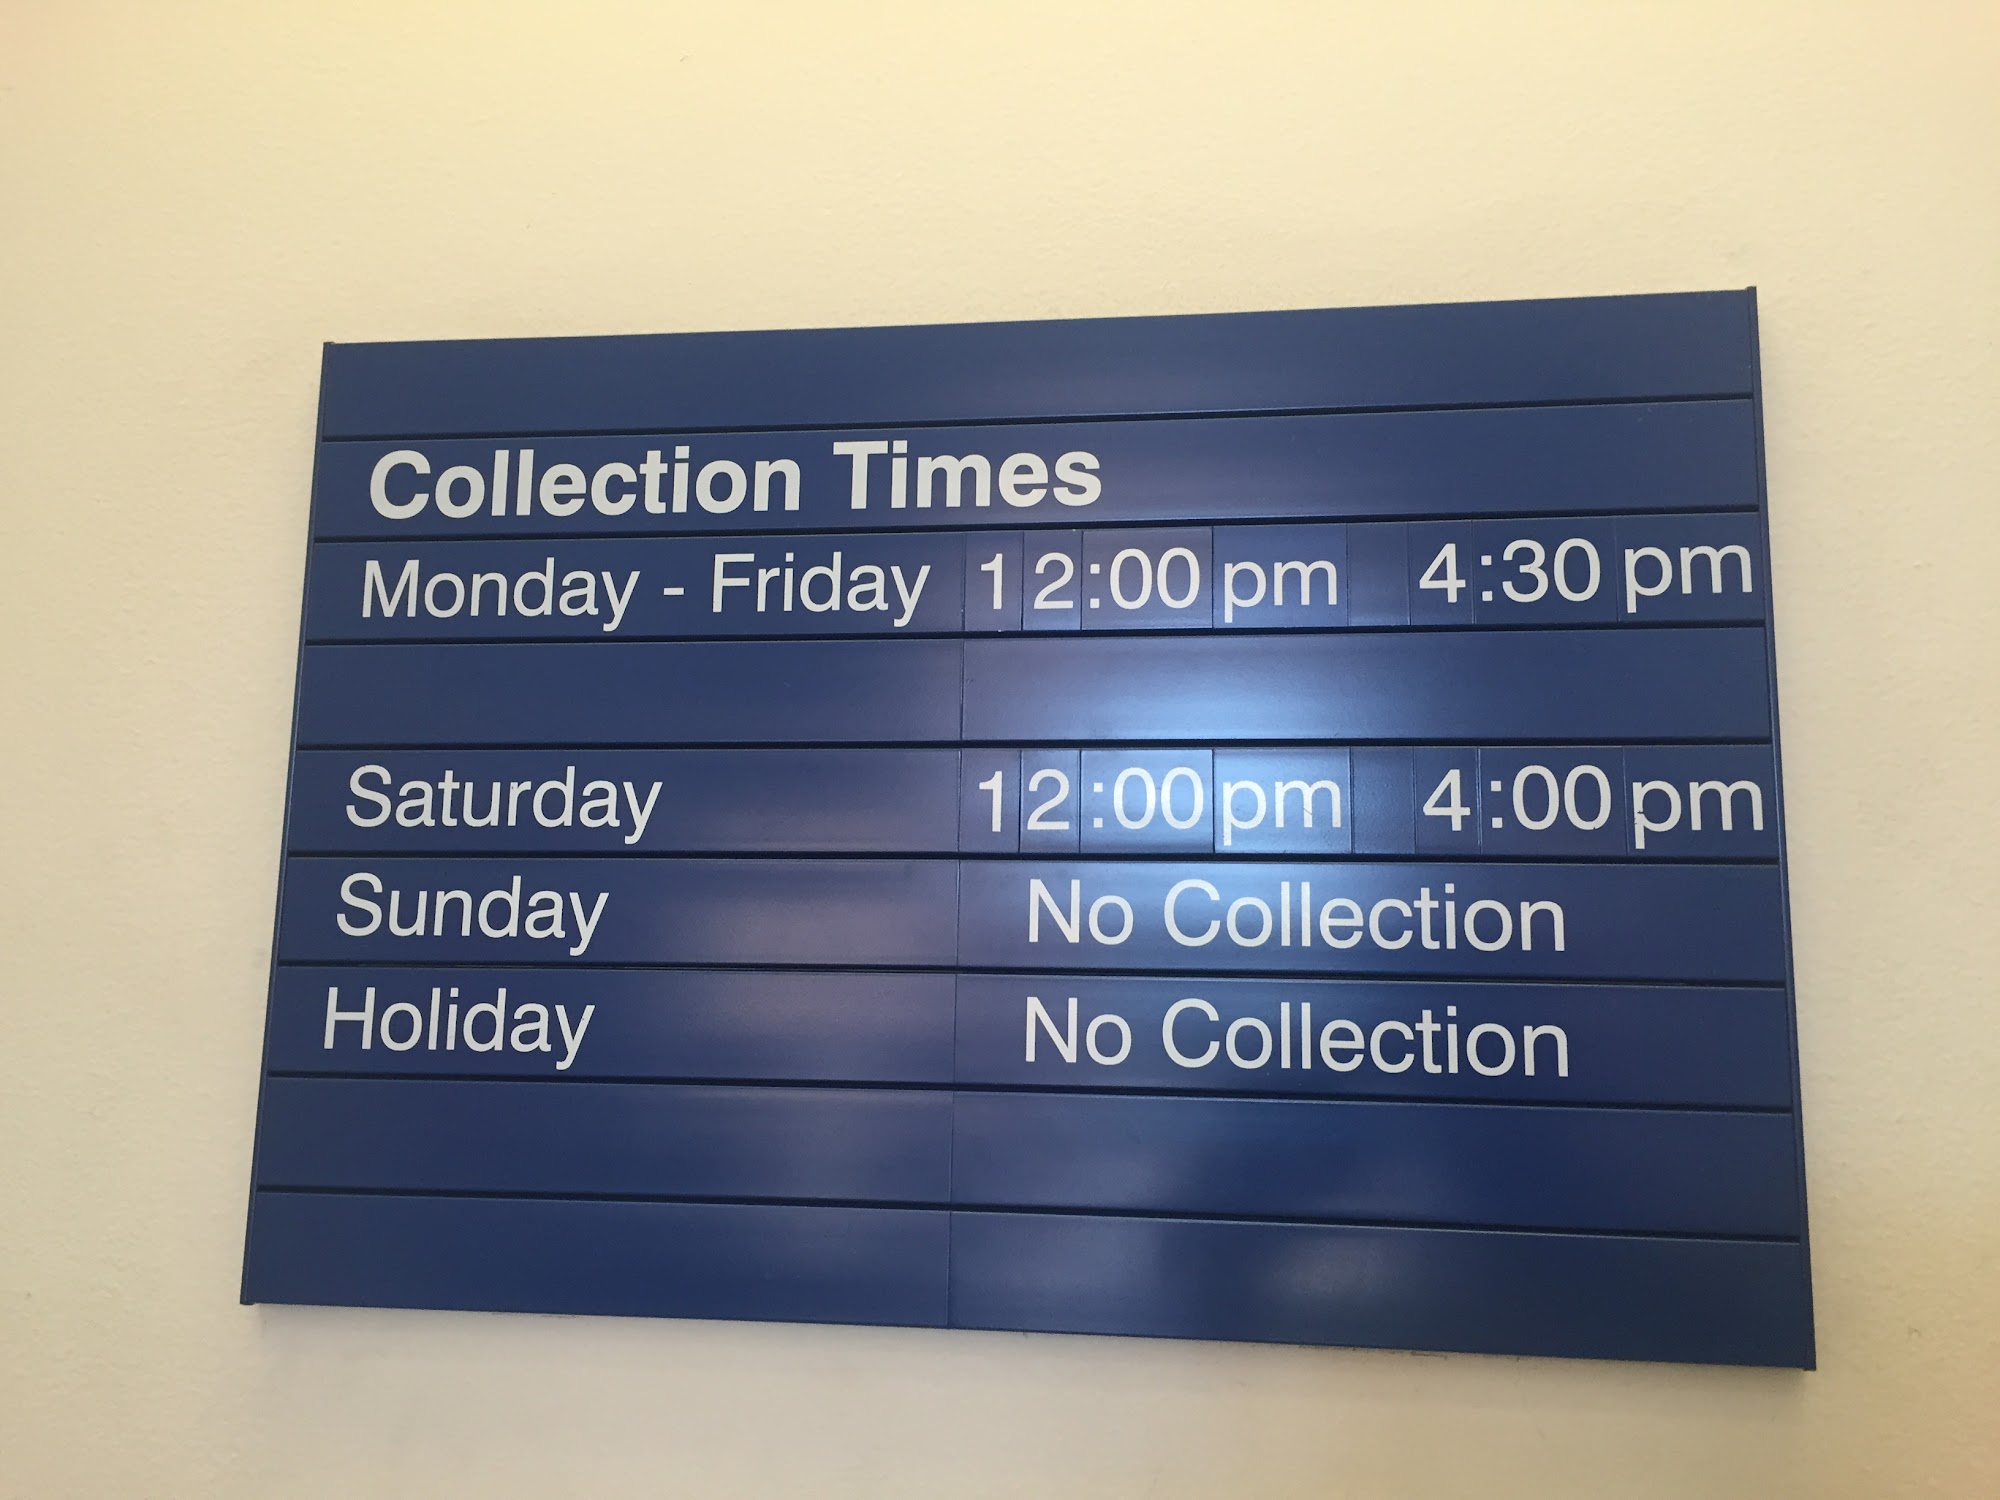 Collection Times
Monday - Friday 12:00 pm 4:30 pm
Saturday 12:00 pm 4:00 pm
Sunday No Collection
Holiday No Collection